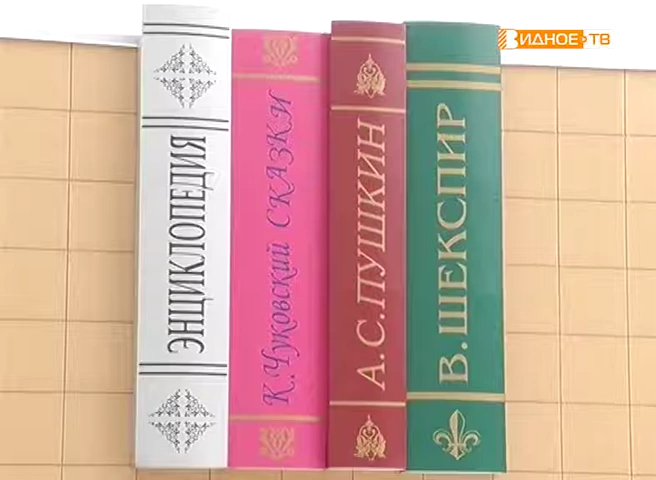 ВИДНОЕ ТВ
ЭНЦИКЛОПЕДИЯ
К. Чуковский СКАЗКИ
А.С.ПУШКИН
В.ШЕКСПИР